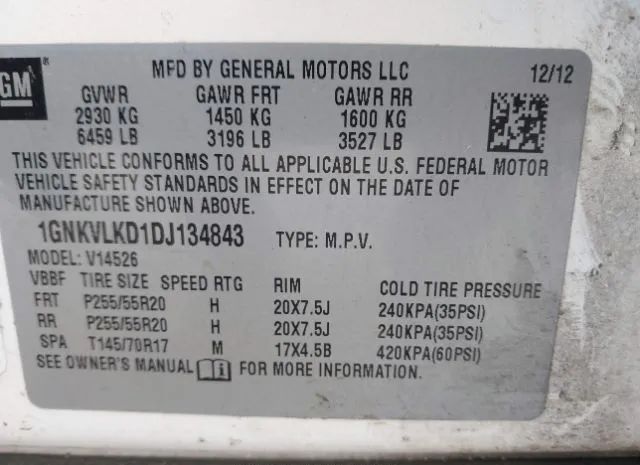 GM ®
MFD BY GENERAL MOTORS LLC 12/12
GVWR GAWR FRT GAWR RR
2930 KG 1450 KG 1600 KG
6459 LB 3196 LB 3527 LB
THIS VEHICLE CONFORMS TO ALL APPLICABLE U.S. FEDERAL MOTOR
VEHICLE SAFETY STANDARDS IN EFFECT ON THE DATE OF
MANUFACTURE SHOWN ABOVE.
1GNKVLKD1DJ134843 TYPE: M.P.V.
MODEL: V14526
VBBF TIRE SIZE SPEED RTG RIM COLD TIRE PRESSURE
FRT P255/55R20 H 20X7.5J 240KPA(35PSI)
RR P255/55R20 H 20X7.5J 240KPA(35PSI)
SPA T145/70R17 M 17X4.5B 420KPA(60PSI)
SEE OWNER'S MANUAL FOR MORE INFORMATION.